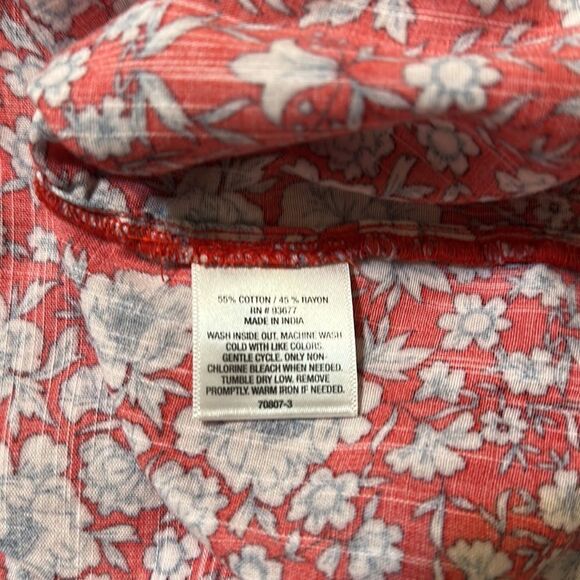 55% COTTON / 45 % RAYON
RN # 93677
MADE IN INDIA
WASH INSIDE OUT. MACHINE WASH
COLD WITH LIKE COLORS.
GENTLE CYCLE. ONLY NON-
CHLORINE BLEACH WHEN NEEDED.
TUMBLE DRY LOW. REMOVE
PROMPTLY. WARM IRON IF NEEDED.
70807-3